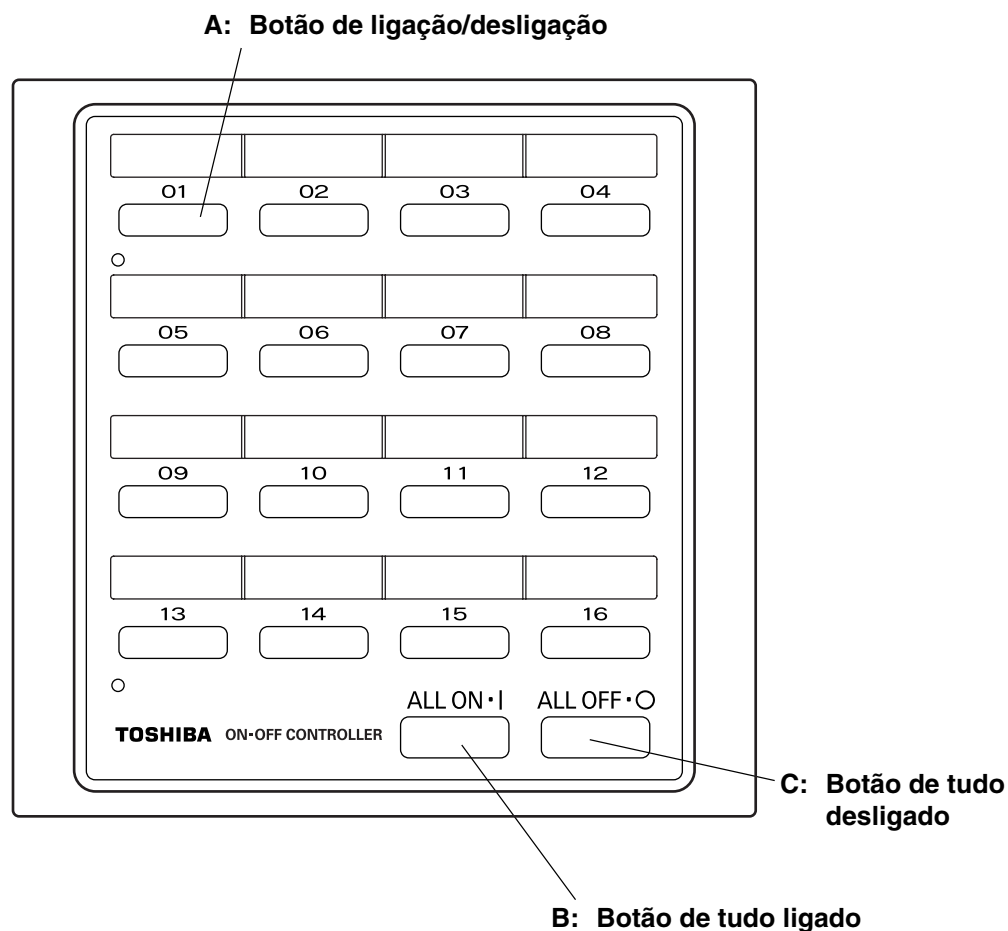 A: Botão de ligação/desligação
01 02 03 04
05 06 07 08
09 10 11 12
13 14 15 16
ALL ON•I ALL OFF•O
TOSHIBA ON-OFF CONTROLLER
C: Botão de tudo
desligado
B: Botão de tudo ligado